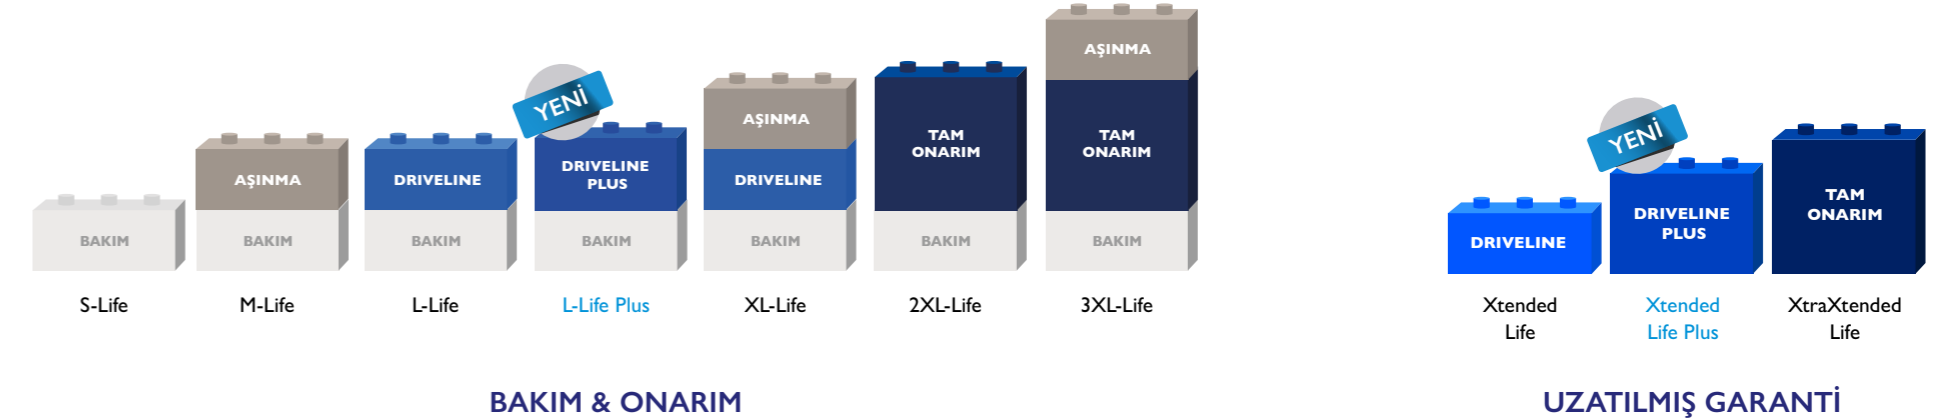 AŞINMA
YENİ
AŞINMA
TAM
ONARIM
TAM
ONARIM
AŞINMA
DRIVELINE
DRIVELINE
PLUS
DRIVELINE
BAKIM
BAKIM
BAKIM
BAKIM
BAKIM
BAKIM
BAKIM
S-Life
M-Life
L-Life
L-Life Plus
XL-Life
2XL-Life
3XL-Life
BAKIM & ONARIM
YENİ
DRIVELINE
DRIVELINE
PLUS
TAM
ONARIM
Xtended
Life
Xtended
Life Plus
XtraXtended
Life
UZATILMIŞ GARANTİ